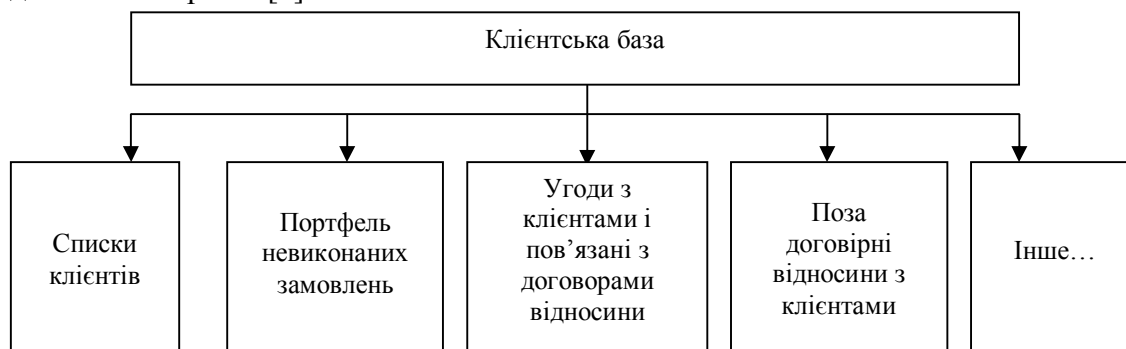 Клієнтська база
Списки
клієнтів
Портфель
невиконаних
замовлень
Угоди з
клієнтами і
пов’язані з
договорами
відносини
Поза
договірні
відносини з
клієнтами
Інше…